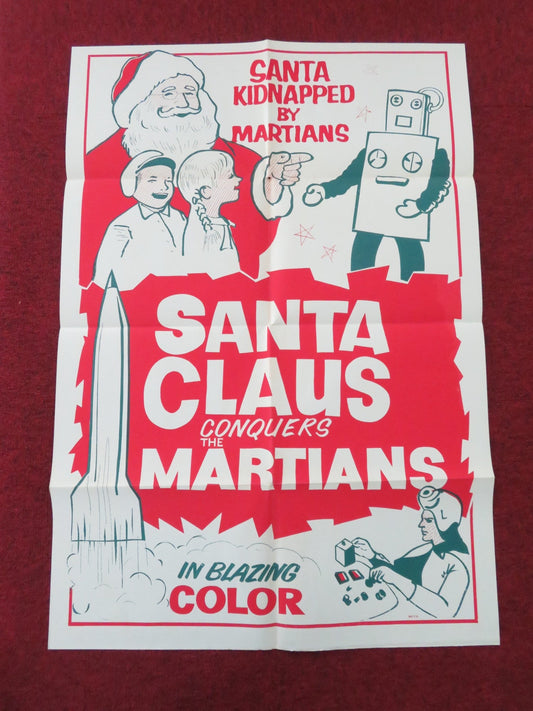 SANTA
KIDNAPPED
BY
MARTIANS
SANTA
CLAUS
CONQUERS
THE
MARTIANS
IN BLAZING
COLOR